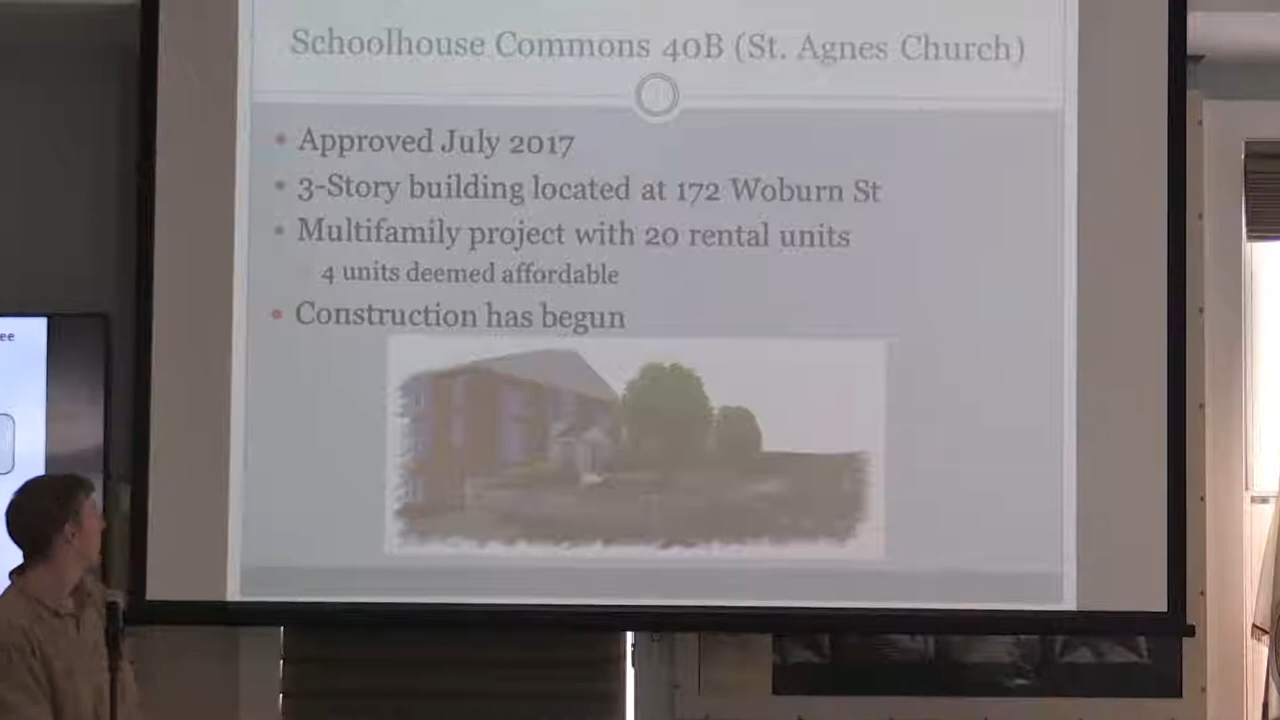 Schoolhouse Commons 40B (St. Agnes Church)
• Approved July 2017
• 3-Story building located at 172 Woburn St
• Multifamily project with 20 rental units
4 units deemed affordable
• Construction has begun
ee